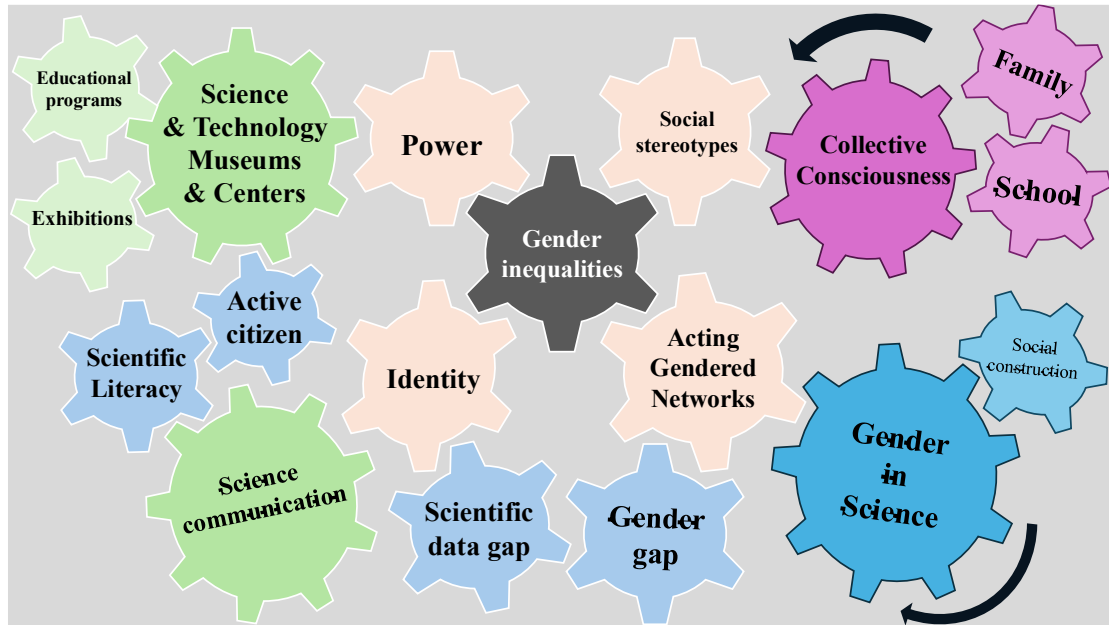 Educational
programs
Exhibitions
Science
& Technology
Museums
& Centers
Power
Social
stereotypes
Gender
inequalities
Collective
Consciousness
Family
School
Active
citizen
Scientific
Literacy
Identity
Acting
Gendered
Networks
Social
construction
Gender
in
Science
Science
communication
Scientific
data gap
Gender
gap